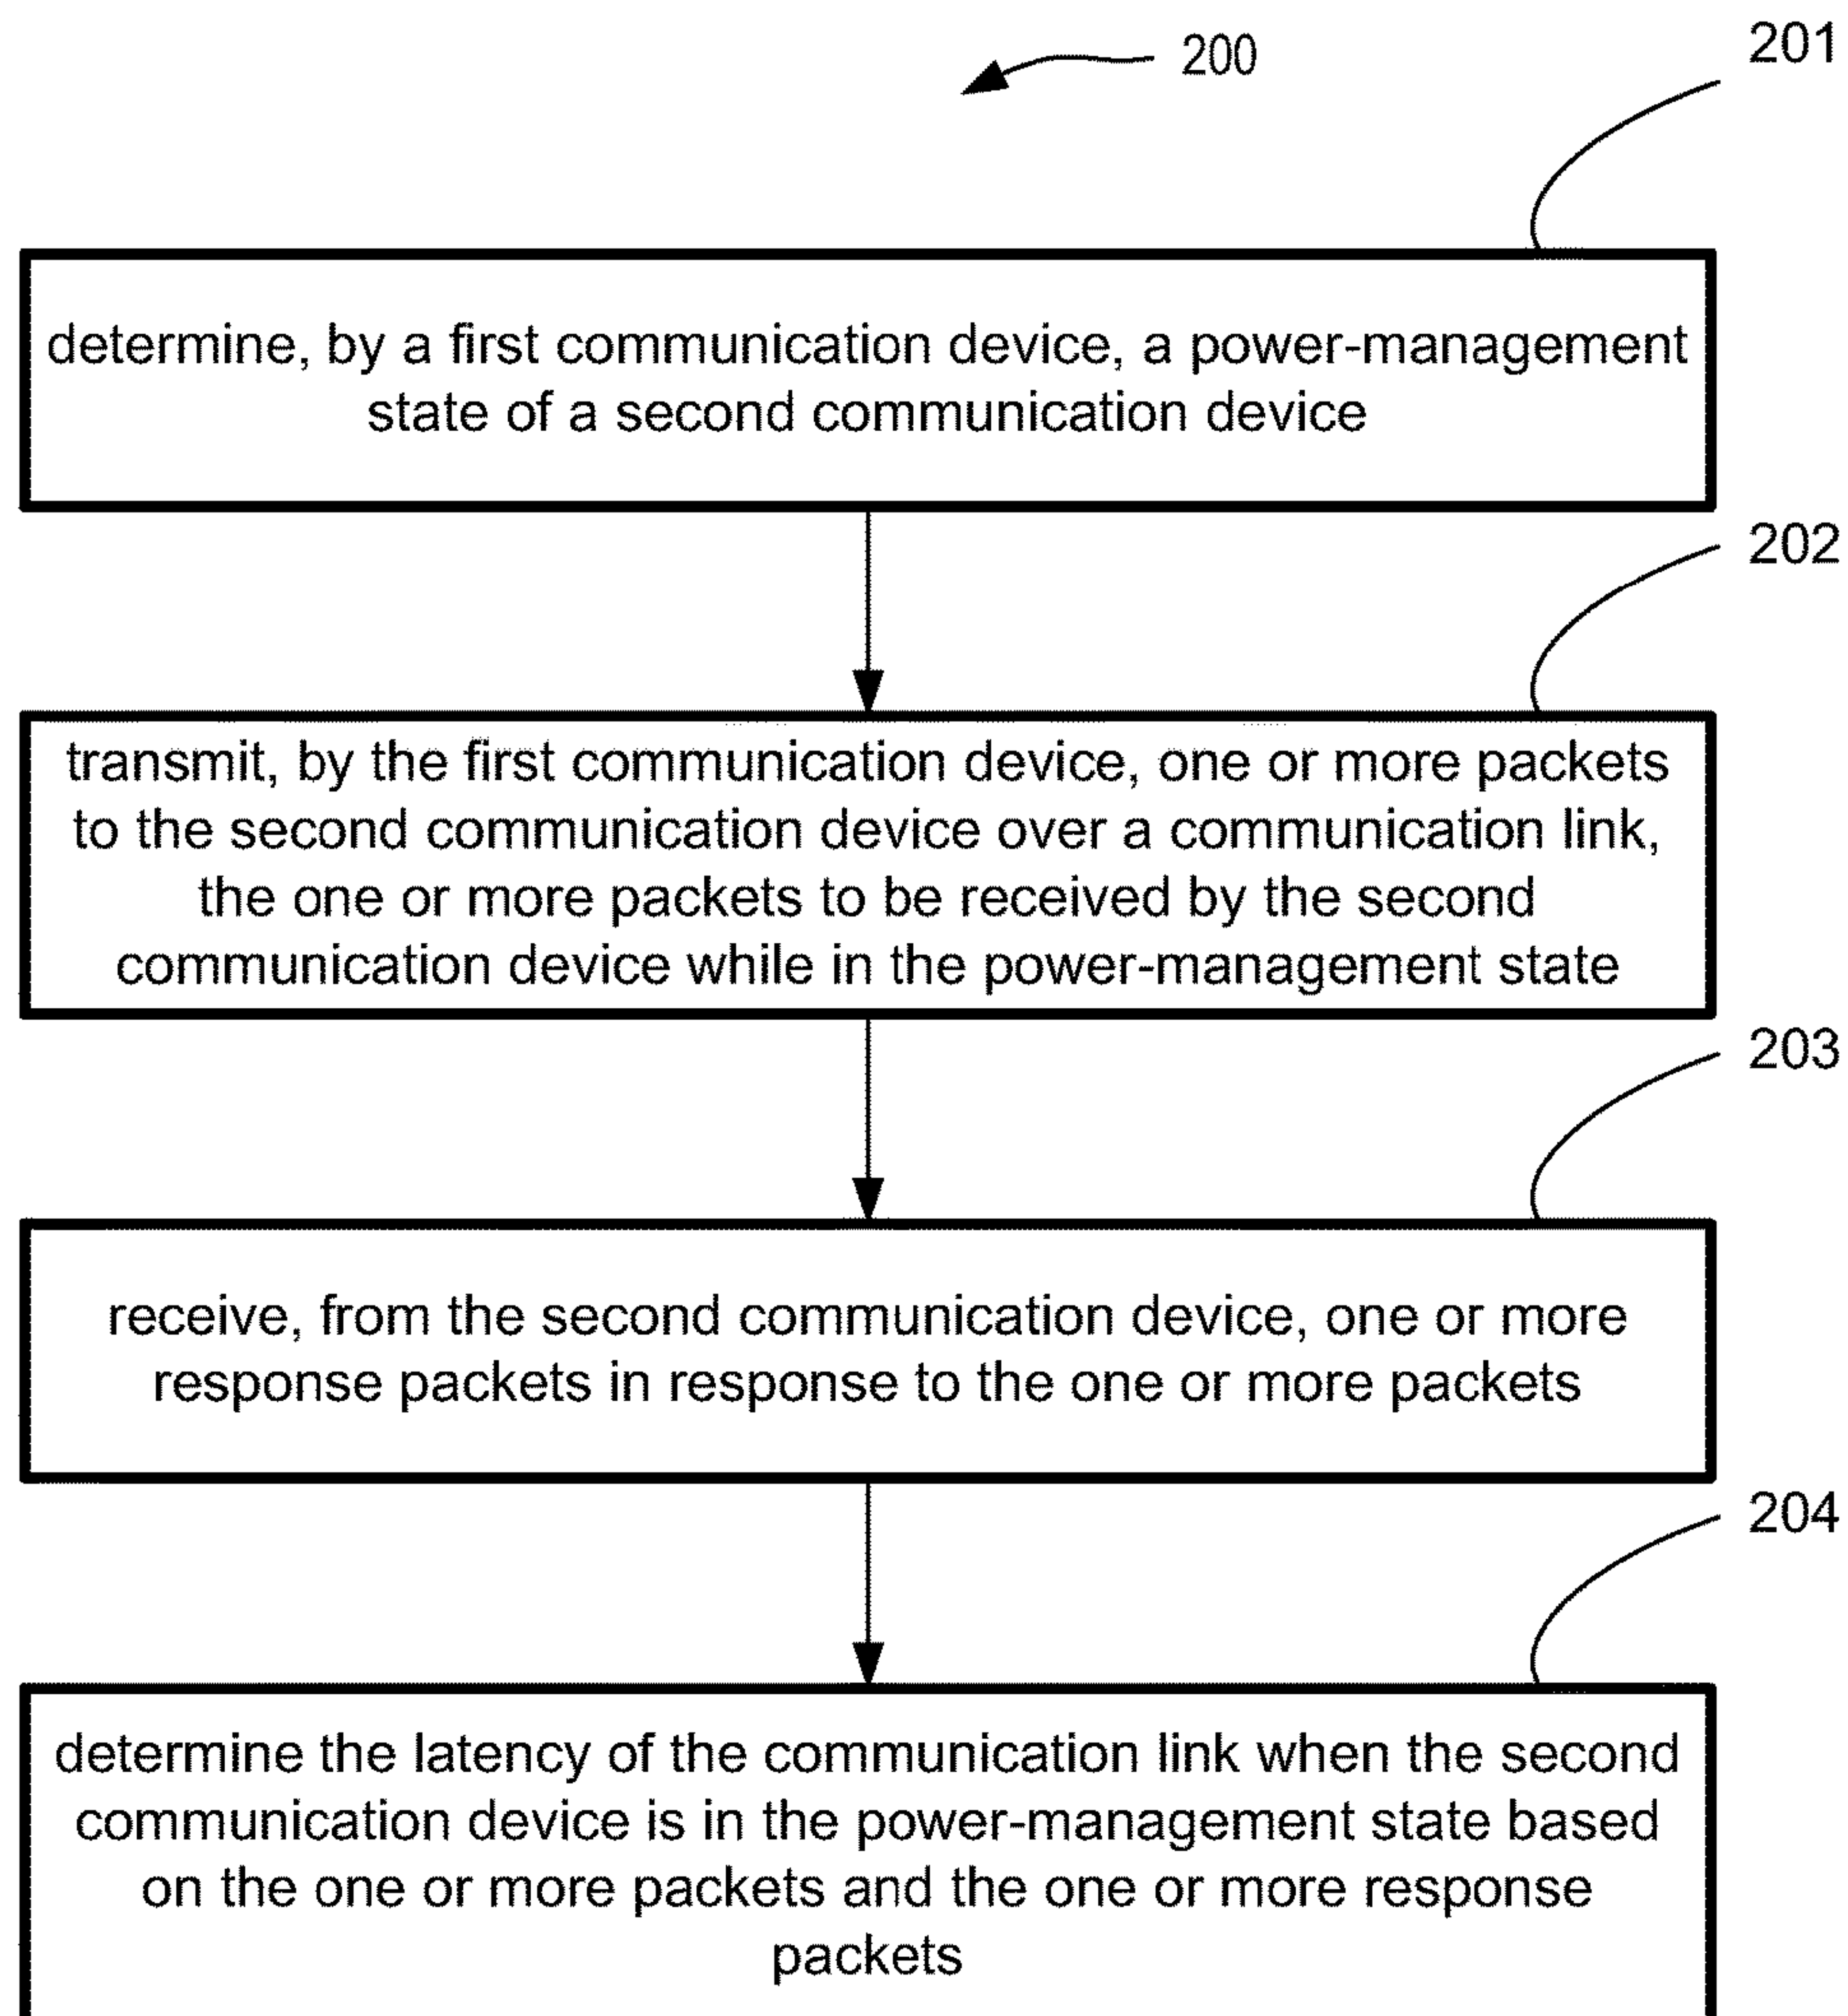 200
201
determine, by a first communication device, a power-management
state of a second communication device
202
transmit, by the first communication device, one or more packets
to the second communication device over a communication link,
the one or more packets to be received by the second
communication device while in the power-management state
203
receive, from the second communication device, one or more
response packets in response to the one or more packets
204
determine the latency of the communication link when the second
communication device is in the power-management state based
on the one or more packets and the one or more response
packets